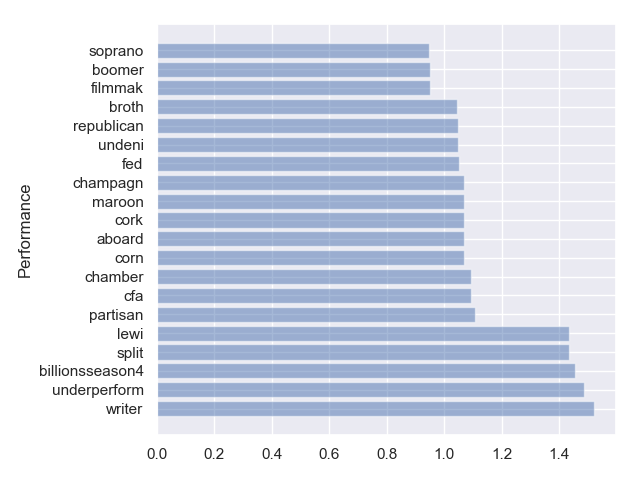 soprano
boomer
filmmak
broth
republican
undeni
fed
champagn
maroon
cork
aboard
corn
chamber
cfa
partisan
lewi
split
billionsseason4
underperform
writer
Performance
0.0 0.2 0.4 0.6 0.8 1.0 1.2 1.4